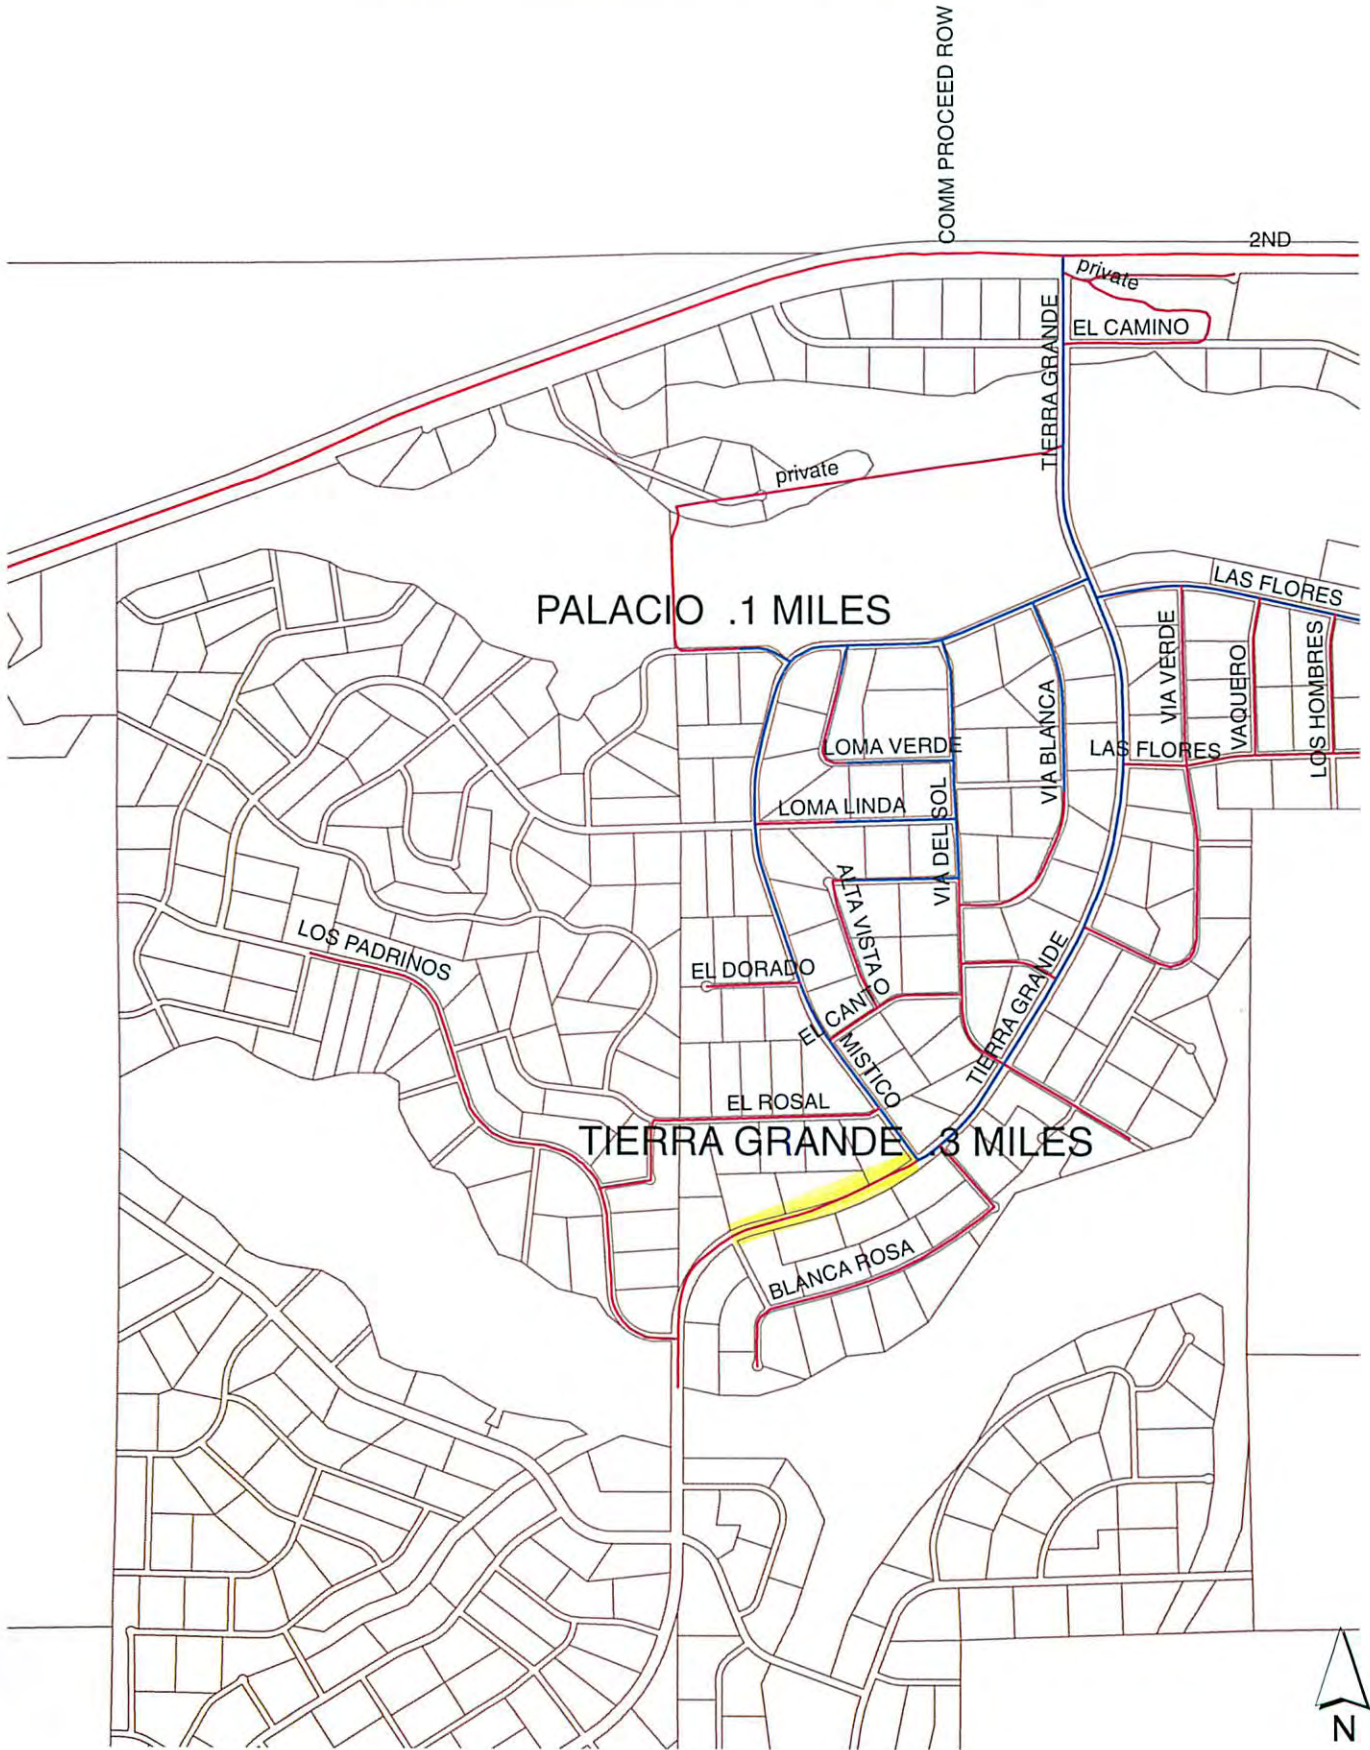 COMM PROCEED ROW
2ND
private
EL CAMINO
TIERRA GRANDE
private
LAS FLORES
PALACIO .1 MILES
VIA VERDE
VAQUERO
LOS HOMBRES
LOMA VERDE
VIA BLANCA
LAS FLORES
LOMA LINDA
VIA DEL SOL
ALTA VISTA O
LOS PADRINOS
EL DORADO
EL CANTO
TIERRA GRANDE
MISTICO
EL ROSAL
TIERRA GRANDE .3 MILES
BLANCA ROSA
N